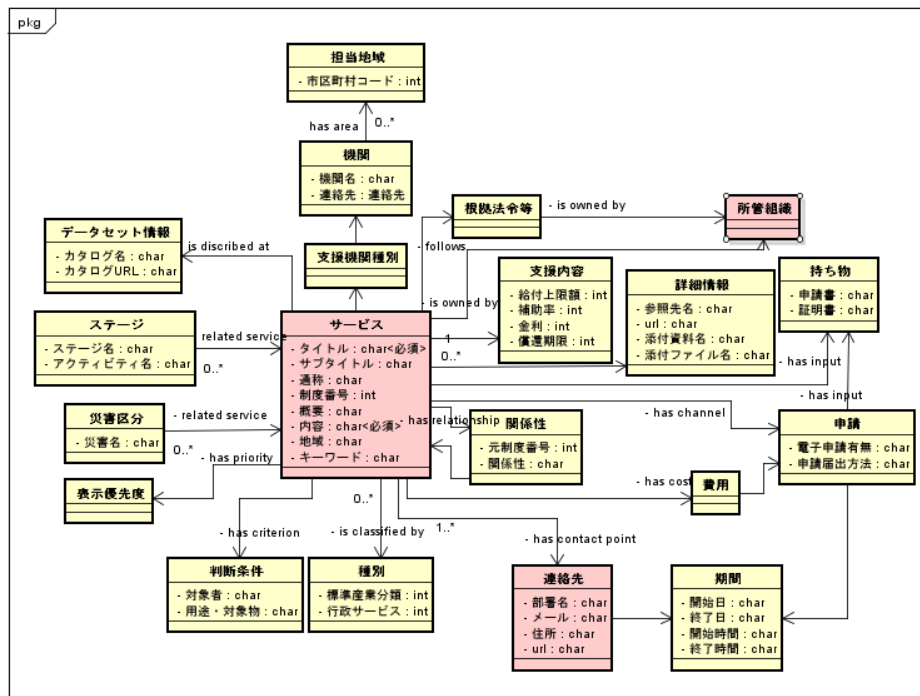 pkg
担当地域
- 市区町村コード : int
has area
0..*
機関
- 機関名 : char
- 連絡先 : 連絡先
支援機関種別
データセット情報
- カタログ名 : char
- カタログURL : char
is discribed at
- follows
根拠法令等
- is owned by
所管組織
- is owned by
支援内容
- 給付上限額 : int
- 補助率 : int
- 金利 : int
- 償還期限 : int
詳細情報
- 参照先名 : char
- url : char
- 添付資料名 : char
- 添付ファイル名 : char
持ち物
- 申請書 : char
- 証明書 : char
ステージ
- ステージ名 : char
- アクティビティ名 : char
related service
0..*
サービス
- タイトル : char<必須>
- サブタイトル : char
- 通称 : char
- 制度番号 : int
- 概要 : char
- 内容 : char<必須>
- 地域 : char
- キーワード : char
1
0..*
- has input
- has input
災害区分
- 災害名 : char
- related service
0..*
- has relationship
関係性
- 元制度番号 : int
- 関係性 : char
- has channel
申請
- 電子申請有無 : char
- 申請届出方法 : char
表示優先度
- has priority
- has cost
費用
0..*
1..*
- has criterion
- is classified by
- has contact point
判断条件
- 対象者 : char
- 用途・対象物 : char
種別
- 標準産業分類 : int
- 行政サービス : int
連絡先
- 部署名 : char
- メール : char
- 住所 : char
- url : char
期間
- 開始日 : char
- 終了日 : char
- 開始時間 : char
- 終了時間 : char